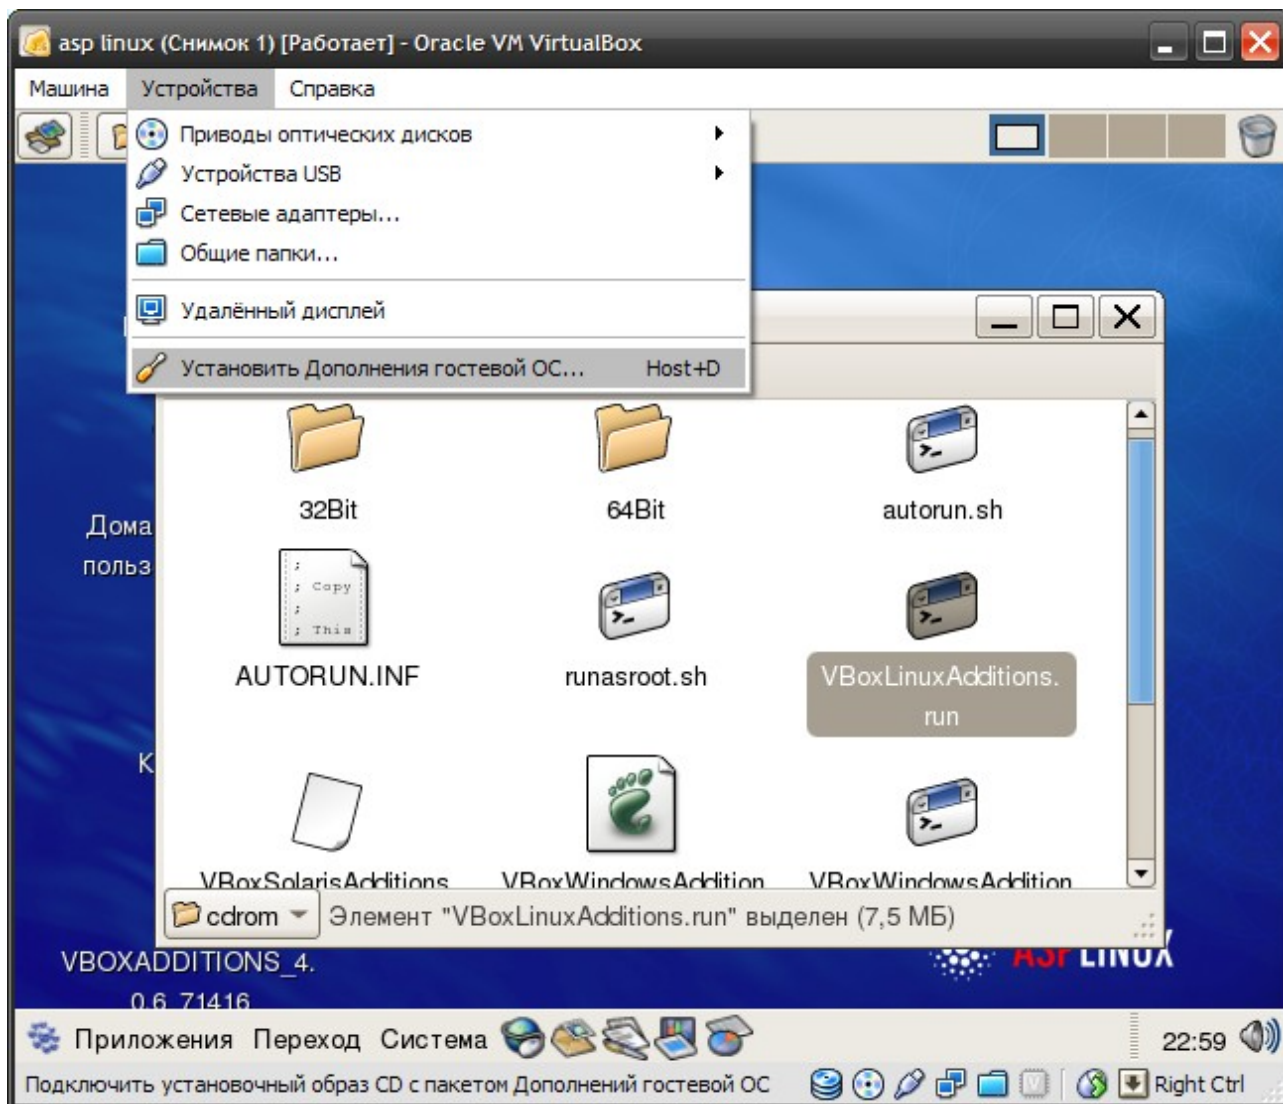 asp linux (Снимок 1) [Работает] - Oracle VM VirtualBox
Машина Устройства Справка
Приводы оптических дисков
Устройства USB
Сетевые адаптеры...
Общие папки...
Удалённый дисплей
Установить Дополнения гостевой ОС... Host+D
32Bit
64Bit
autorun.sh
Дома
польз
; Copy
; This
AUTORUN.INF
runasroot.sh
VBoxLinuxAdditions.
run
К
VBoxSolarisAdditions
VBoxWindowsAddition
VBoxWindowsAddition
cdrom Элемент "VBoxLinuxAdditions.run" выделен (7,5 МБ)
ASPLINUX
VBOXADDITIONS_4.
0.6_71416
Приложения Переход Система 22:59
Подключить установочный образ CD с пакетом Дополнений гостевой ОС Right Ctrl